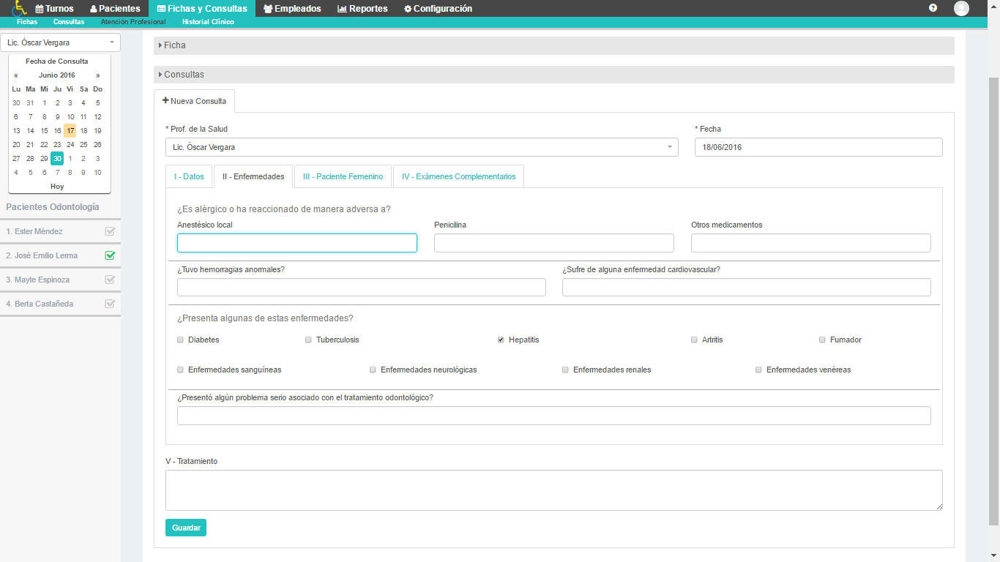 Turnos Pacientes Fichas y Consultas Empleados Reportes Configuración
Fichas Consultas Atención Profesional Historial Clínico
Lic. Óscar Vergara
Fecha de Consulta
« Junio 2016 »
Lu Ma Mi Ju Vi Sa Do
30 31 1 2 3 4 5
6 7 8 9 10 11 12
13 14 15 16 17 18 19
20 21 22 23 24 25 26
27 28 29 30 1 2 3
4 5 6 7 8 9 10
Hoy
Pacientes Odontología
1. Ester Méndez
2. José Emilio Lerma
3. Mayte Espinoza
4. Berta Castañeda
Ficha
Consultas
Nueva Consulta
* Prof. de la Salud * Fecha
Lic. Óscar Vergara 18/06/2016
I - Datos II - Enfermedades III - Paciente Femenino IV - Exámenes Complementarios
¿Es alérgico o ha reaccionado de manera adversa a?
Anestésico local Penicilina Otros medicamentos
¿Tuvo hemorragias anormales? ¿Sufre de alguna enfermedad cardiovascular?
¿Presenta algunas de estas enfermedades?
Diabetes Tuberculosis Hepatitis Artritis Fumador
Enfermedades sanguíneas Enfermedades neurológicas Enfermedades renales Enfermedades venéreas
¿Presentó algún problema serio asociado con el tratamiento odontológico?
V - Tratamiento
Guardar